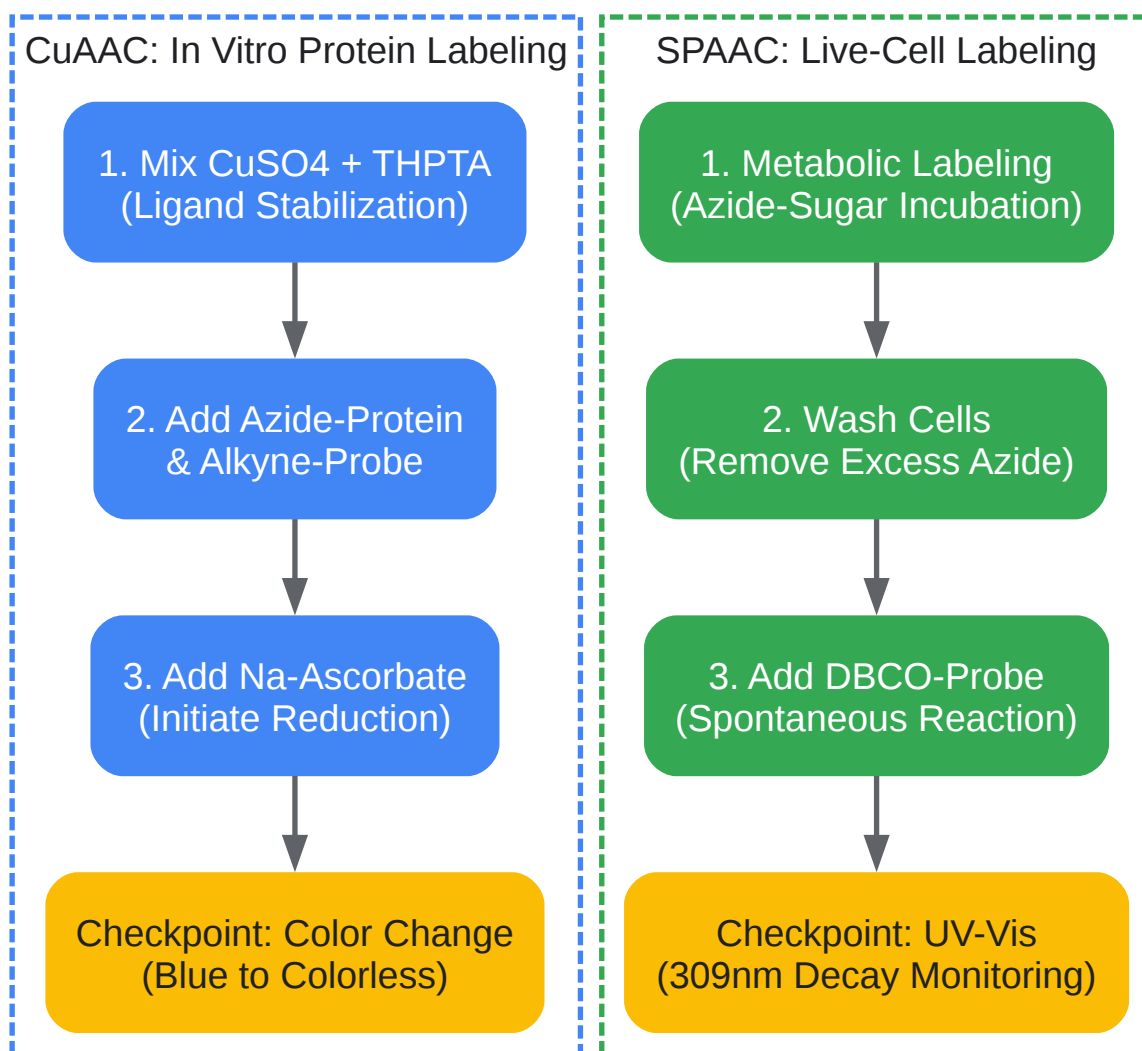 CuAAC: In Vitro Protein Labeling
1. Mix CuSO4 + THPTA
(Ligand Stabilization)
2. Add Azide-Protein
& Alkyne-Probe
3. Add Na-Ascorbate
(Initiate Reduction)
Checkpoint: Color Change
(Blue to Colorless)
SPAAC: Live-Cell Labeling
1. Metabolic Labeling
(Azide-Sugar Incubation)
2. Wash Cells
(Remove Excess Azide)
3. Add DBCO-Probe
(Spontaneous Reaction)
Checkpoint: UV-Vis
(309nm Decay Monitoring)